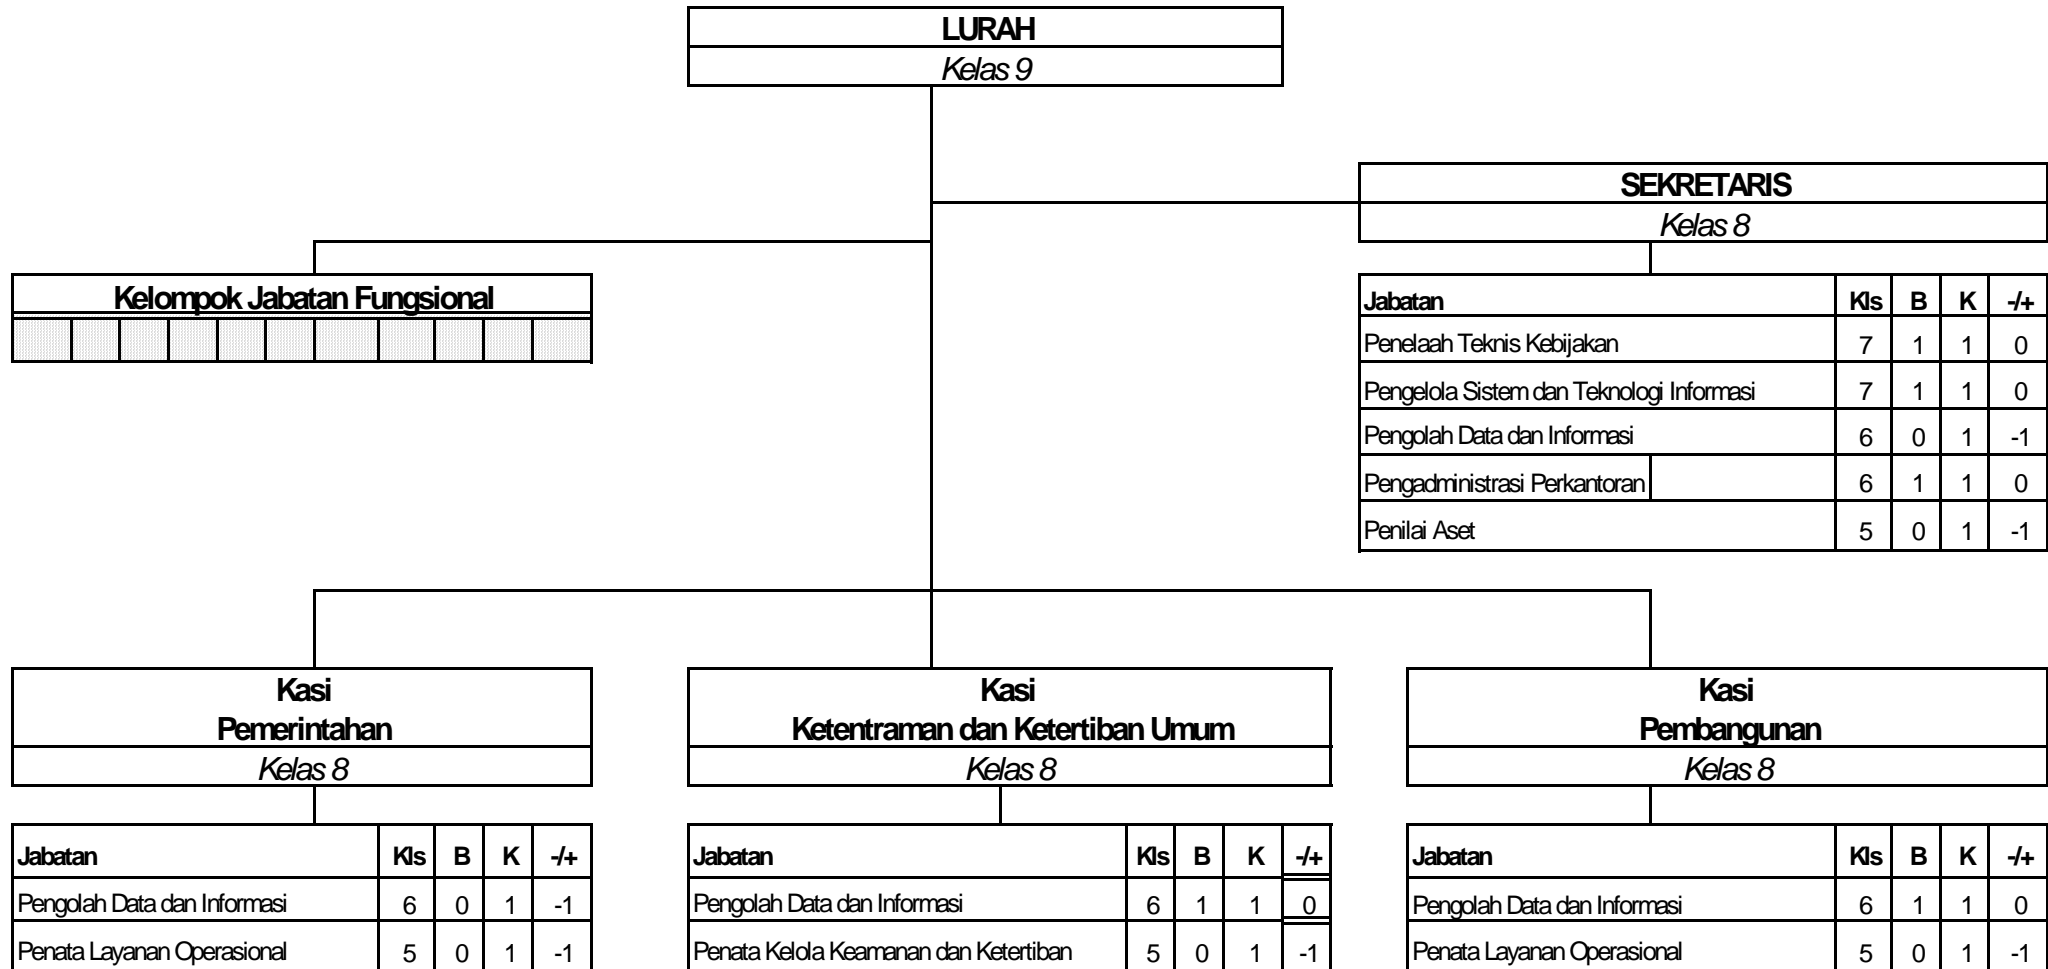 LURAH
Kelas 9
SEKRETARIS
Kelas 8
Kelompok Jabatan Fungsional
Jabatan Kls B K -/+
Penelaah Teknis Kebijakan 7 1 1 0
Pengelola Sistem dan Teknologi Informasi 7 1 1 0
Pengolah Data dan Informasi 6 0 1 -1
Pengadministrasi Perkantoran 6 1 1 0
Penilai Aset 5 0 1 -1
Kasi
Pemerintahan
Kelas 8
Jabatan Kls B K -/+
Pengolah Data dan Informasi 6 0 1 -1
Penata Layanan Operasional 5 0 1 -1
Kasi
Ketentraman dan Ketertiban Umum
Kelas 8
Jabatan Kls B K -/+
Pengolah Data dan Informasi 6 1 1 0
Penata Kelola Keamanan dan Ketertiban 5 0 1 -1
Kasi
Pembangunan
Kelas 8
Jabatan Kls B K -/+
Pengolah Data dan Informasi 6 1 1 0
Penata Layanan Operasional 5 0 1 -1